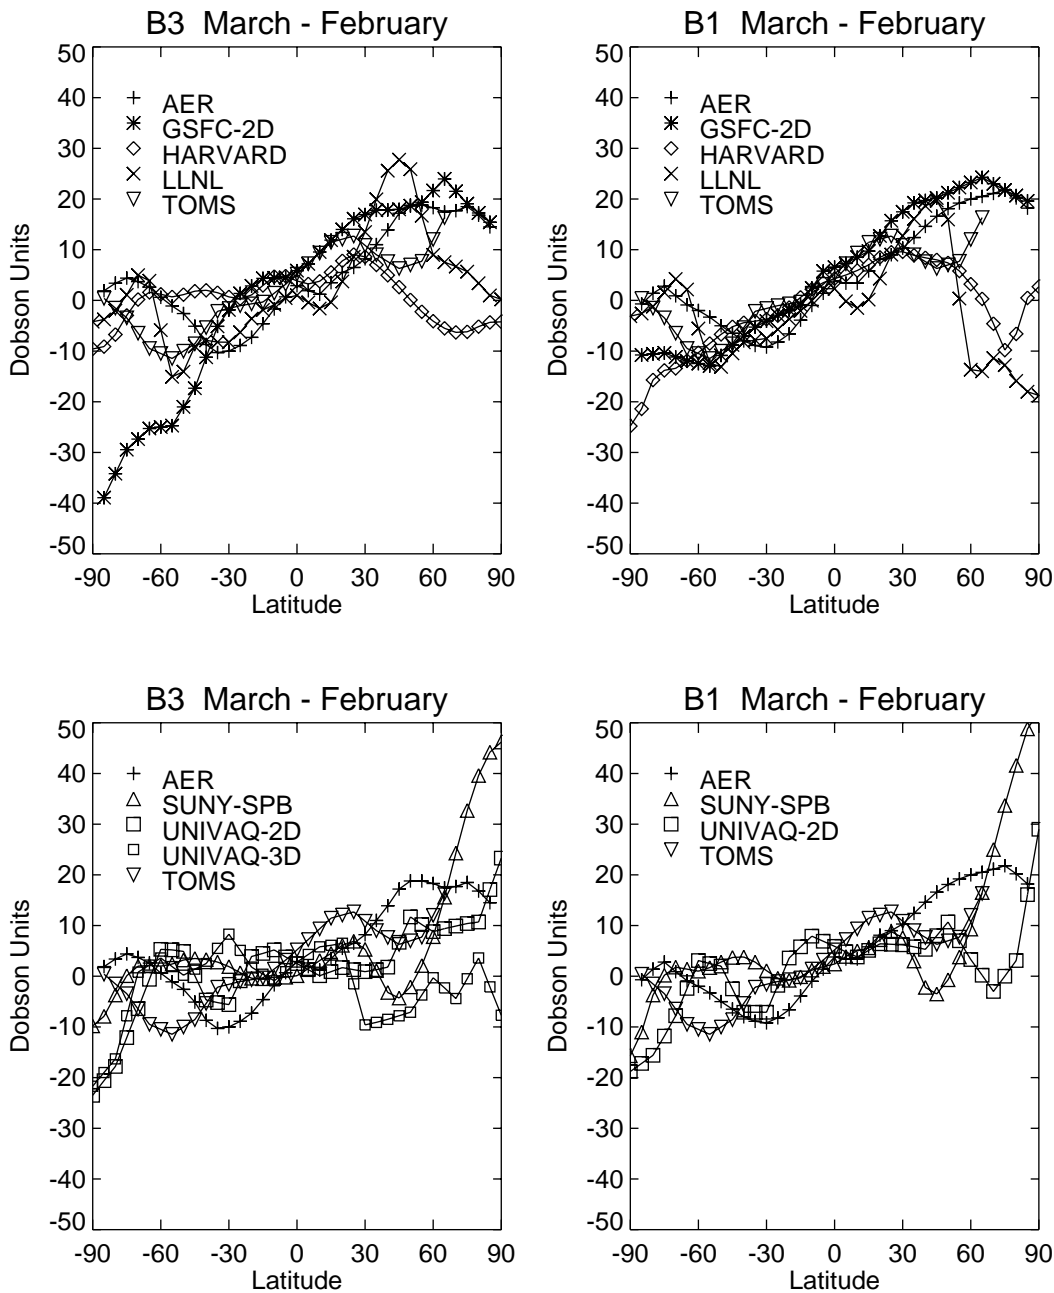 B3 March - February
50
40
30
20
10
0
-10
-20
-30
-40
-50
Dobson Units
AER
GSFC-2D
HARVARD
LLNL
TOMS
-90 -60 -30 0 30 60 90
Latitude
B1 March - February
50
40
30
20
10
0
-10
-20
-30
-40
-50
Dobson Units
AER
GSFC-2D
HARVARD
LLNL
TOMS
-90 -60 -30 0 30 60 90
Latitude
B3 March - February
50
40
30
20
10
0
-10
-20
-30
-40
-50
Dobson Units
AER
SUNY-SPB
UNIVAQ-2D
UNIVAQ-3D
TOMS
-90 -60 -30 0 30 60 90
Latitude
B1 March - February
50
40
30
20
10
0
-10
-20
-30
-40
-50
Dobson Units
AER
SUNY-SPB
UNIVAQ-2D
TOMS
-90 -60 -30 0 30 60 90
Latitude